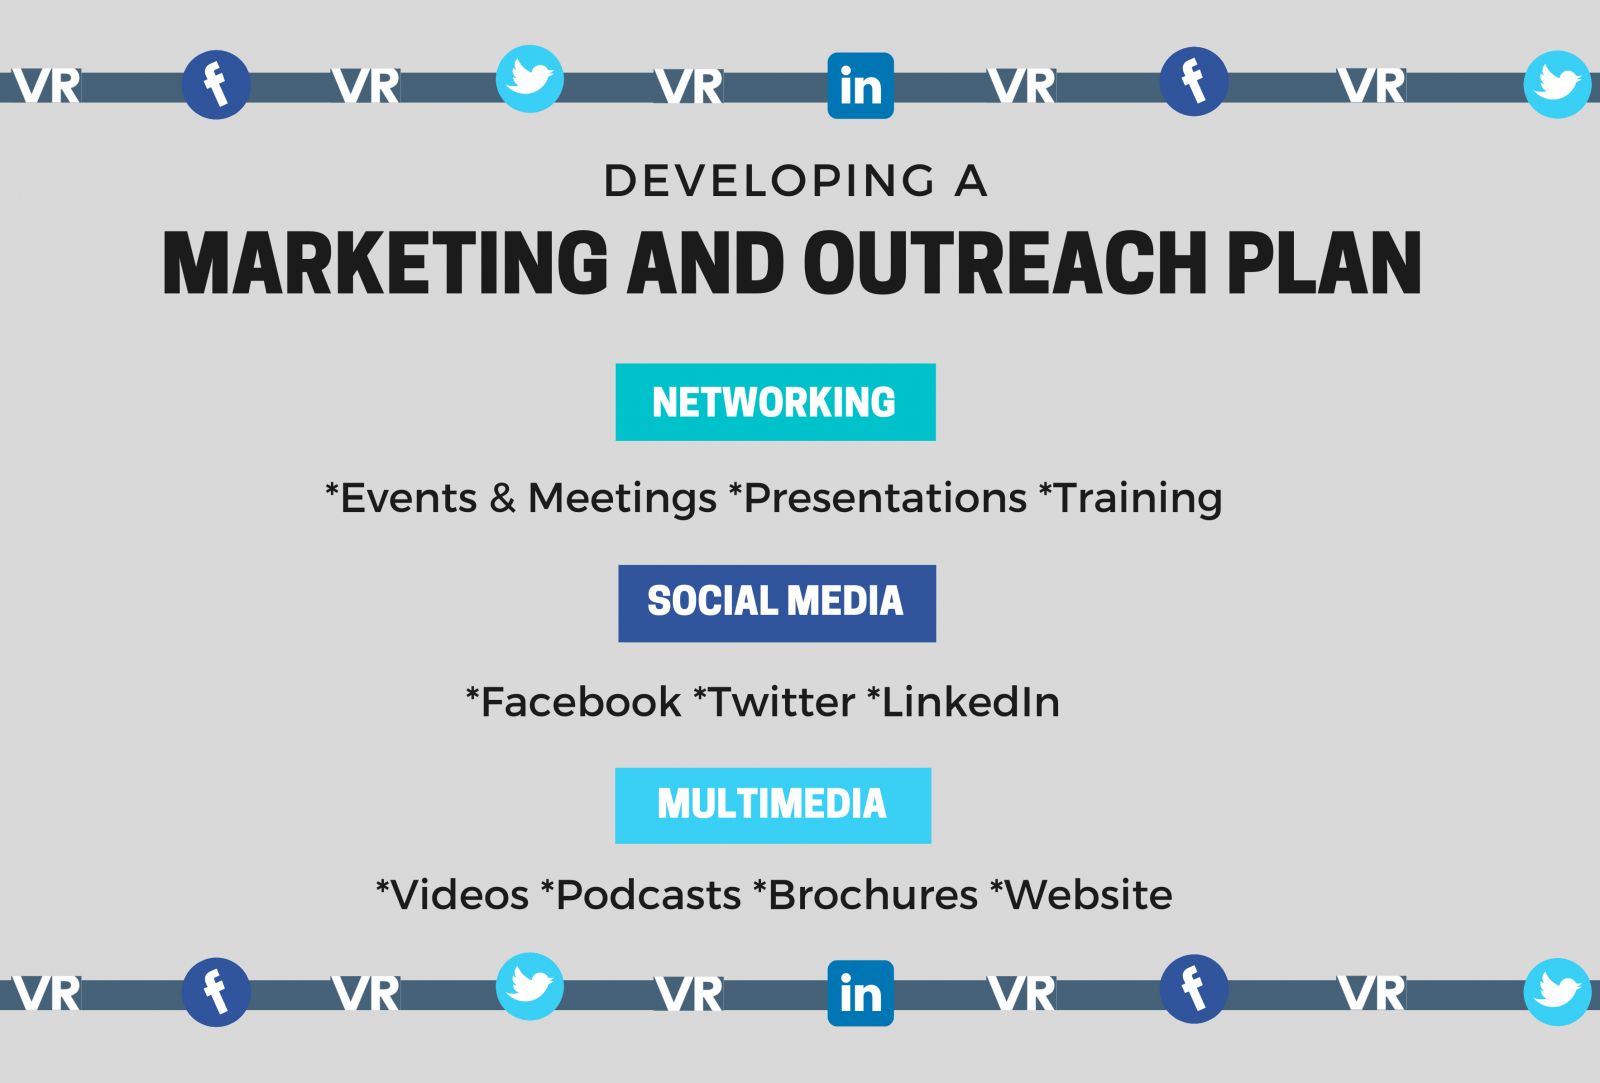 VR f VR VR in VR f VR
DEVELOPING A
MARKETING AND OUTREACH PLAN
NETWORKING
*Events & Meetings *Presentations *Training
SOCIAL MEDIA
*Facebook *Twitter *LinkedIn
MULTIMEDIA
*Videos *Podcasts *Brochures *Website
VR f VR VR in VR f VR